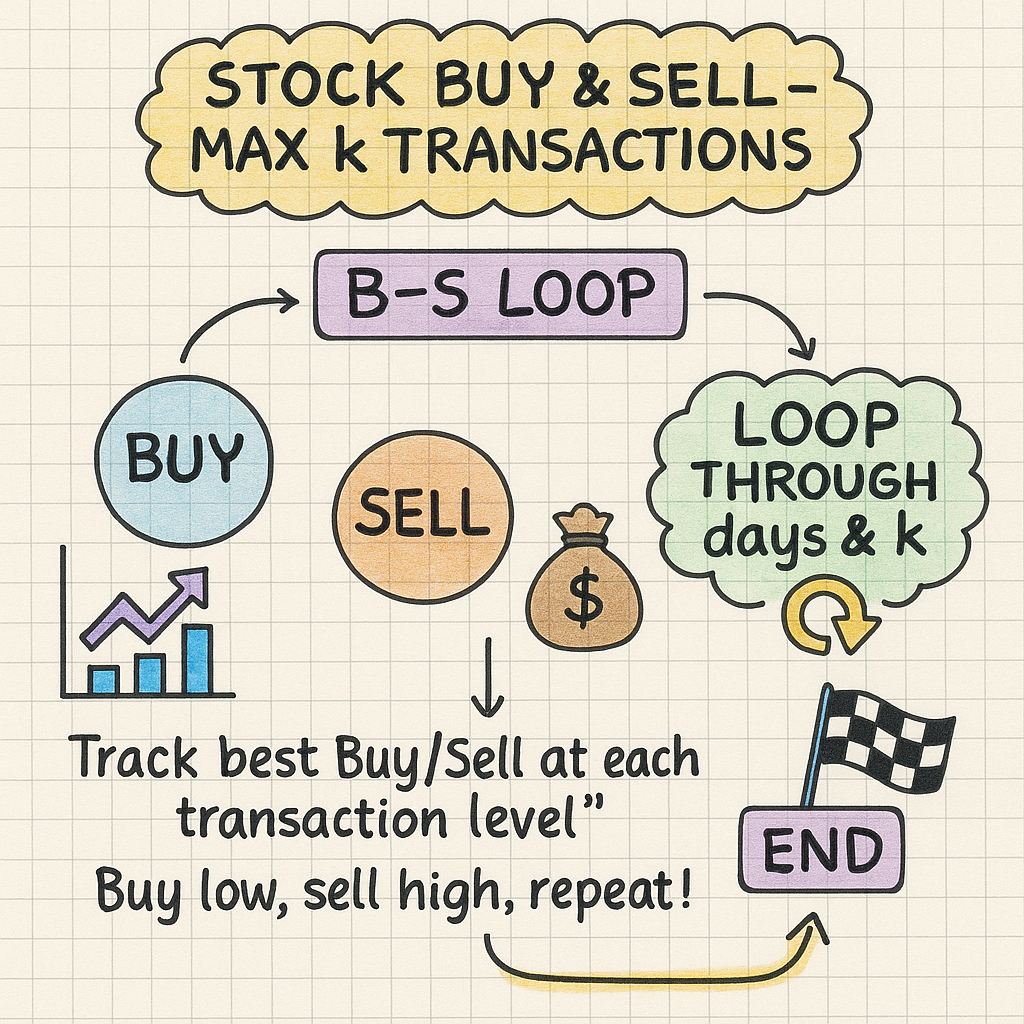 STOCK BUY & SELL–
MAX k TRANSACTIONS
B–S LOOP
BUY
SELL
$
LOOP
THROUGH
days & k
Track best Buy/Sell at each
transaction level”
Buy low, sell high, repeat!
END